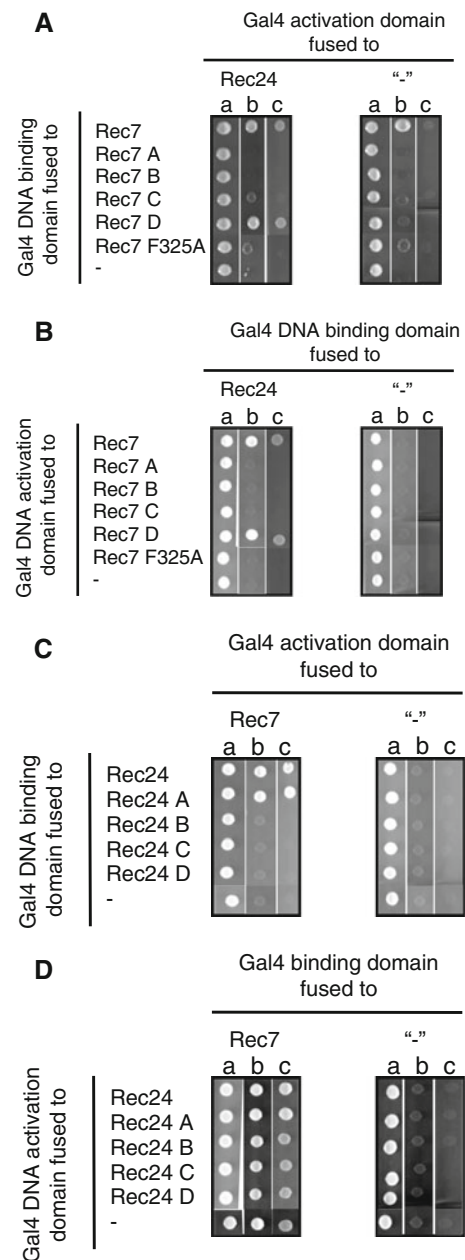 A
Gal4 activation domain
fused to
Rec24
“-”
a b c
a b c
Gal4 DNA binding
domain fused to
Rec7
Rec7 A
Rec7 B
Rec7 C
Rec7 D
Rec7 F325A
-
B
Gal4 DNA binding domain
fused to
Rec24
“-”
a b c
a b c
Gal4 DNA activation
domain fused to
Rec7
Rec7 A
Rec7 B
Rec7 C
Rec7 D
Rec7 F325A
-
C
Gal4 activation domain
fused to
Rec7
“-”
a b c
a b c
Gal4 DNA binding
domain fused to
Rec24
Rec24 A
Rec24 B
Rec24 C
Rec24 D
-
D
Gal4 binding domain
fused to
Rec7
“-”
a b c
a b c
Gal4 DNA activation
domain fused to
Rec24
Rec24 A
Rec24 B
Rec24 C
Rec24 D
-